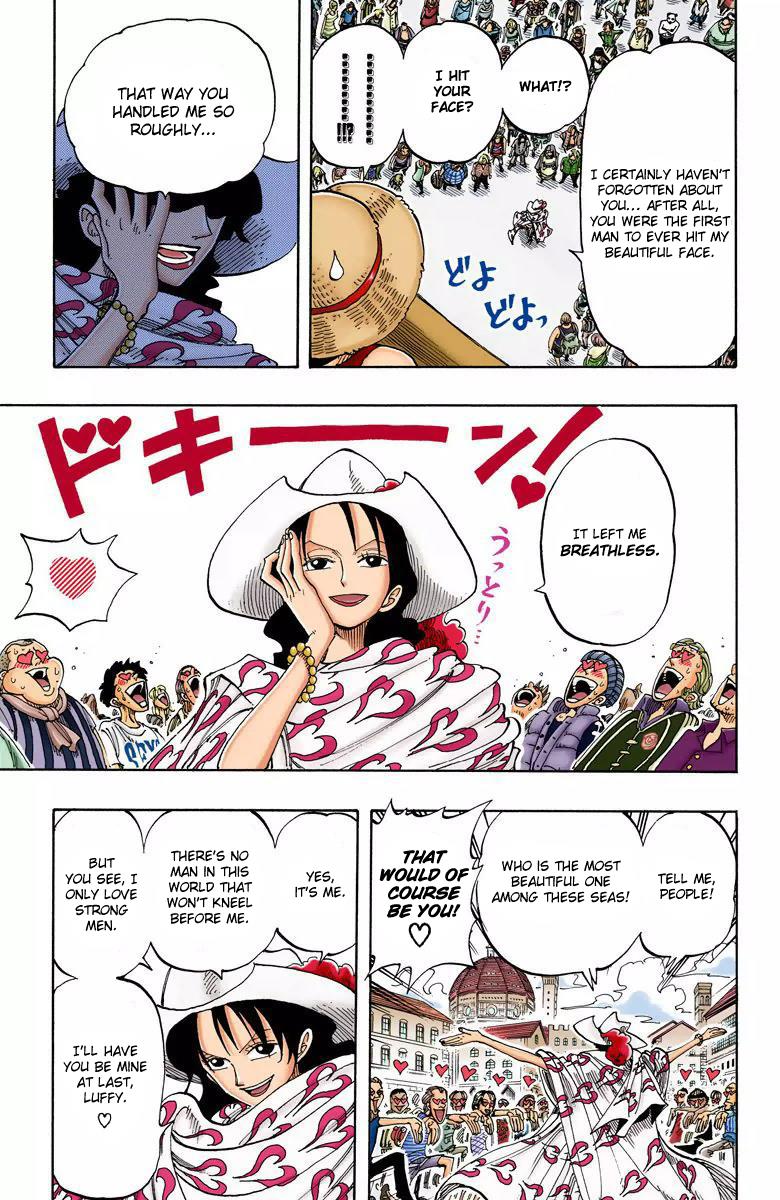 I CERTAINLY HAVEN'T
FORGOTTEN ABOUT
YOU... AFTER ALL,
YOU WERE THE FIRST
MAN TO EVER HIT MY
BEAUTIFUL FACE.
WHAT!?
I HIT
YOUR
FACE?
!!?
どよ
どよっ
THAT WAY YOU
HANDLED ME SO
ROUGHLY...
ドキーン!
IT LEFT ME
BREATHLESS.
うっとり…
TELL ME,
PEOPLE!
WHO IS THE MOST
BEAUTIFUL ONE
AMONG THESE SEAS!
THAT
WOULD OF
COURSE
BE YOU!
♡
YES,
IT'S ME.
THERE'S NO
MAN IN THIS
WORLD THAT
WON'T KNEEL
BEFORE ME.
BUT
YOU SEE, I
ONLY LOVE
STRONG
MEN.
I'LL HAVE
YOU BE MINE
AT LAST,
LUFFY.
♡